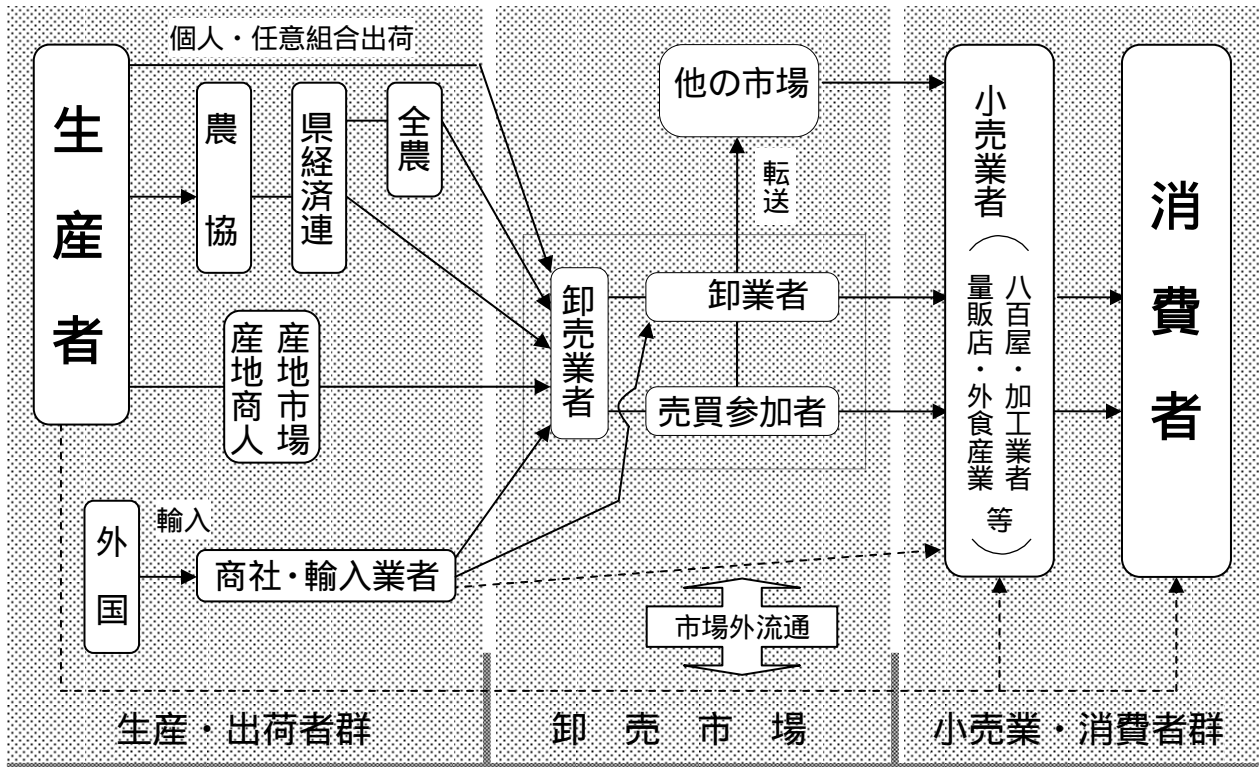 個人・任意組合出荷
生産者
農協
県経済連
全農
産地市場
産地商人
外国
輸入
商社・輸入業者
他の市場
転送
卸売業者
卸業者
売買参加者
市場外流通
小売業者
（八百屋・加工業者
量販店・外食産業
等）
消費者
生産・出荷者群
卸売市場
小売業・消費者群